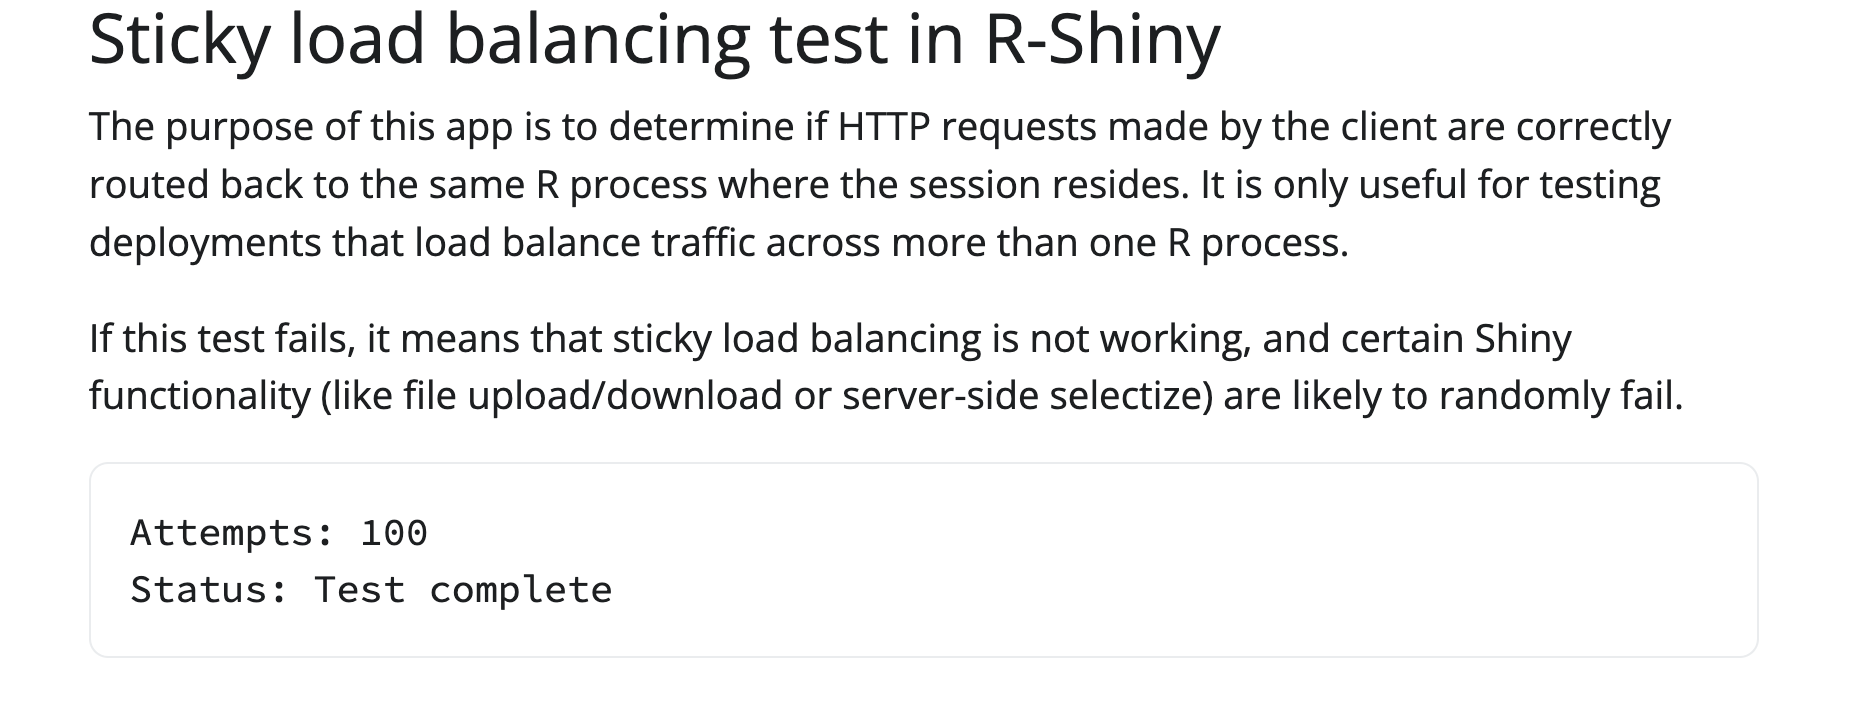 Sticky load balancing test in R-Shiny
The purpose of this app is to determine if HTTP requests made by the client are correctly
routed back to the same R process where the session resides. It is only useful for testing
deployments that load balance traffic across more than one R process.
If this test fails, it means that sticky load balancing is not working, and certain Shiny
functionality (like file upload/download or server-side selectize) are likely to randomly fail.
Attempts: 100
Status: Test complete